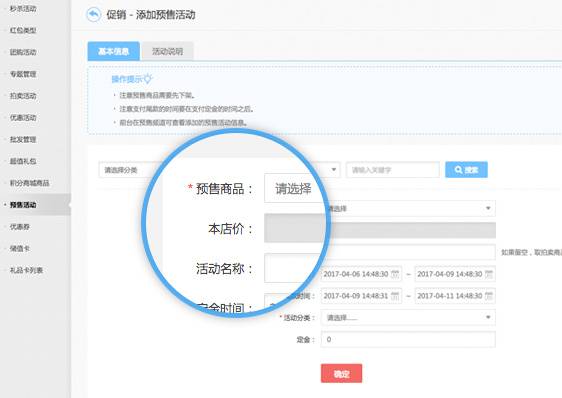 秒杀活动
红包类型
团购活动
专题管理
拍卖活动
优惠活动
批发管理
超值礼包
积分商城商品
预售活动
优惠券
储值卡
礼品卡列表
促销 - 添加预售活动
基本信息
活动说明
操作提示
注意预售商品需要先下架。
注意支付尾款的时间要在支付定金的时间之后。
前台在预售频道可查看添加的预售活动信息。
请选择分类
请输入关键字
搜索
* 预售商品： 请选择
请选择
本店价：
活动名称：
如果留空，取拍卖商
定金时间：
2017-04-06 14:48:30 ~ 2017-04-09 14:48:30
时间： 2017-04-09 14:48:31 ~ 2017-04-11 14:48:30
* 活动分类： 请选择......
定金： 0
确定